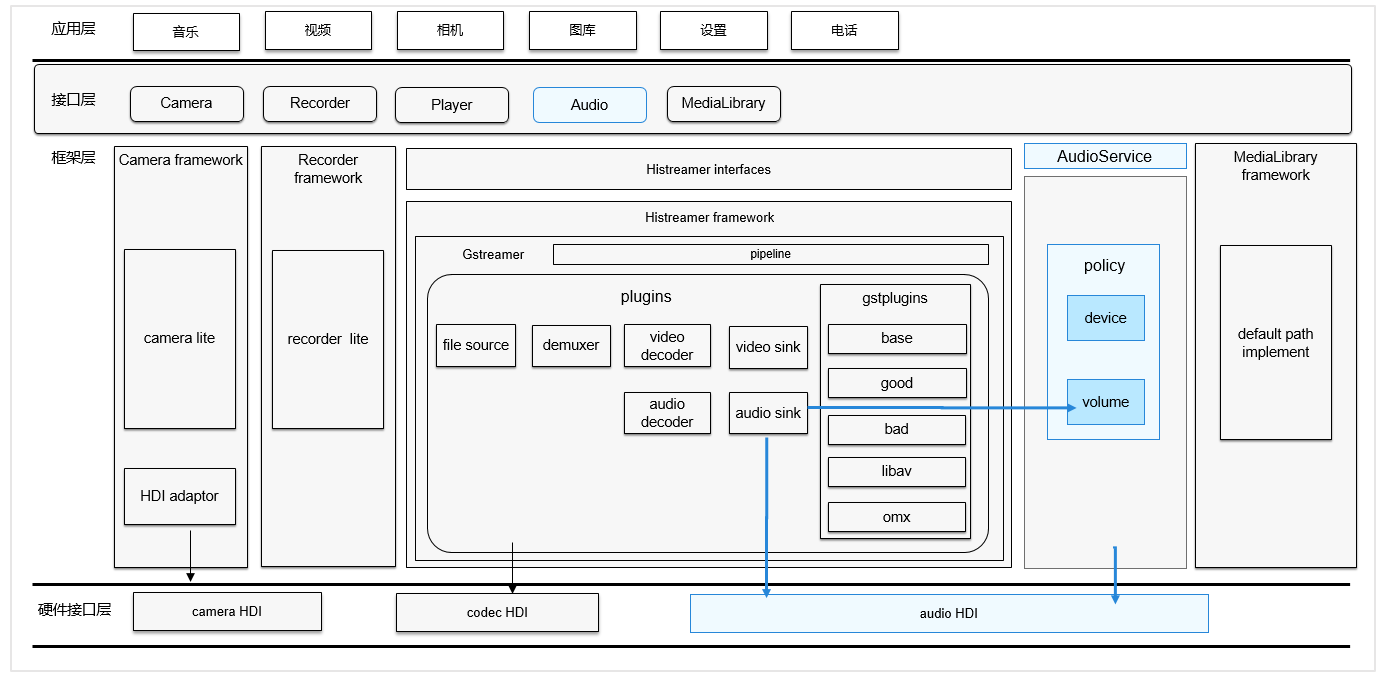 应用层
音乐
视频
相机
图库
设置
电话
接口层
Camera
Recorder
Player
Audio
MediaLibrary
框架层
Camera framework
camera lite
HDI adaptor
Recorder
framework
recorder lite
Histreamer interfaces
Histreamer framework
Gstreamer
pipeline
plugins
file source
demuxer
video
decoder
video sink
audio
decoder
audio sink
gstplugins
base
good
bad
libav
omx
AudioService
policy
device
volume
MediaLibrary
framework
default path
implement
硬件接口层
camera HDI
codec HDI
audio HDI